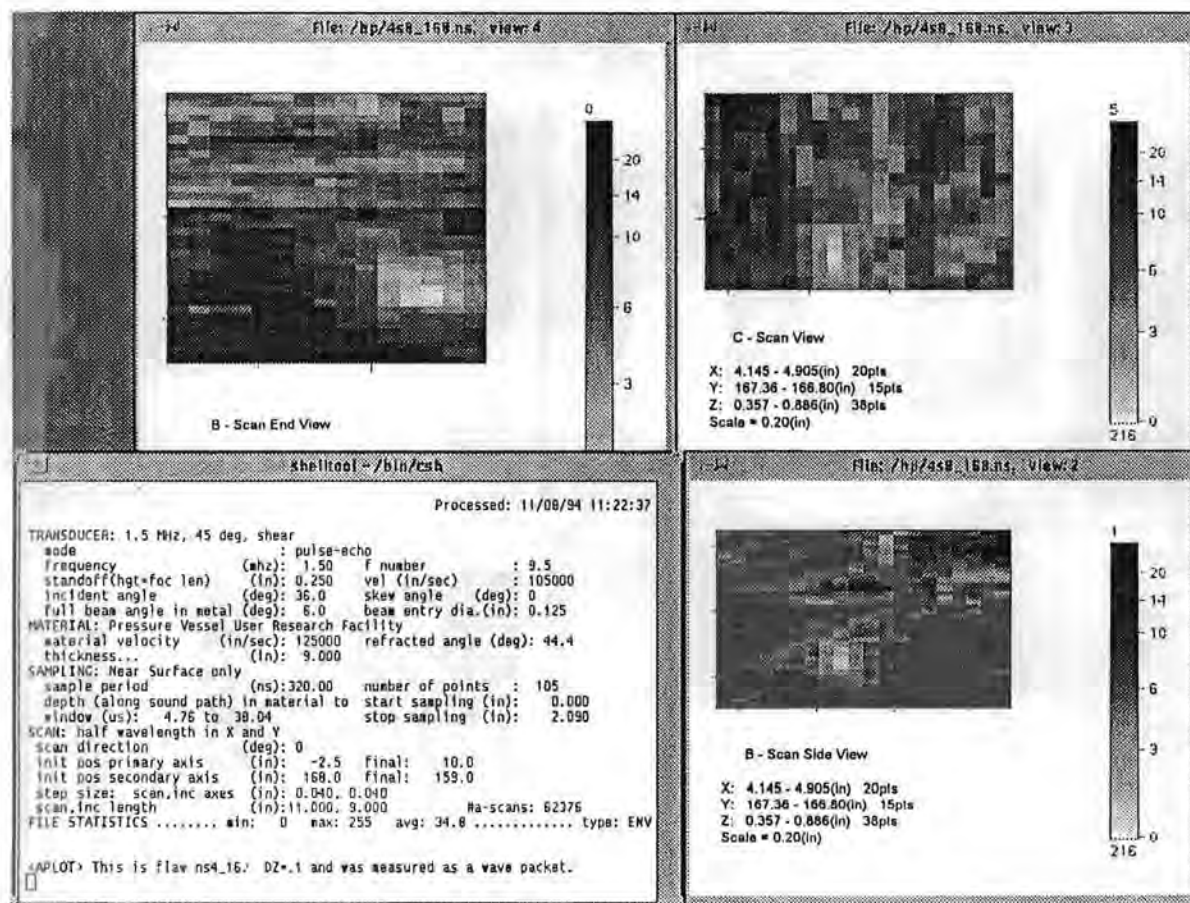 File: /hp/4s8_168.ns, view: 4
0
20
14
10
6
3
B - Scan End View
File: /hp/4s8_168.ns, view: 3
5
20
14
10
6
3
0
216
C - Scan View
X: 4.145 - 4.905(in) 20pts
Y: 167.36 - 166.80(in) 15pts
Z: 0.357 - 0.886(in) 38pts
Scale = 0.20(in)
shelltool - /bin/csh
Processed: 11/08/94 11:22:37
TRANSDUCER: 1.5 MHz, 45 deg, shear
mode : pulse-echo
frequency (mhz): 1.50 f number : 9.5
standoff(hgt+foc len) (in): 0.250 vel (in/sec) : 105000
incident angle (deg): 36.0 skew angle (deg): 0
full beam angle in metal (deg): 6.0 beam entry dia.(in): 0.125
MATERIAL: Pressure Vessel User Research Facility
material velocity (in/sec): 125000 refracted angle (deg): 44.4
thickness... (in): 9.000
SAMPLING: Near Surface only
sample period (ns): 320.00 number of points : 105
depth (along sound path) in material to start sampling (in): 0.000
window (us): 4.76 to 38.04 stop sampling (in): 2.090
SCAN: half wavelength in X and Y
scan direction (deg): 0
init pos primary axis (in): -2.5 final: 10.0
init pos secondary axis (in): 168.0 final: 159.0
step size: scan,inc axes (in): 0.040, 0.040
scan,inc length (in): 11.000, 9.000 #a-scans: 62376
FILE STATISTICS ........ min: 0 max: 255 avg: 34.8 ............. type: ENV
<APLOT> This is flaw DZ=.1 and was measured as a wave packet.
File: /hp/4s8_168.ns, view: 2
1
20
14
10
6
3
0
216
B - Scan Side View
X: 4.145 - 4.905(in) 20pts
Y: 167.36 - 166.80(in) 15pts
Z: 0.357 - 0.886(in) 38pts
Scale = 0.20(in)